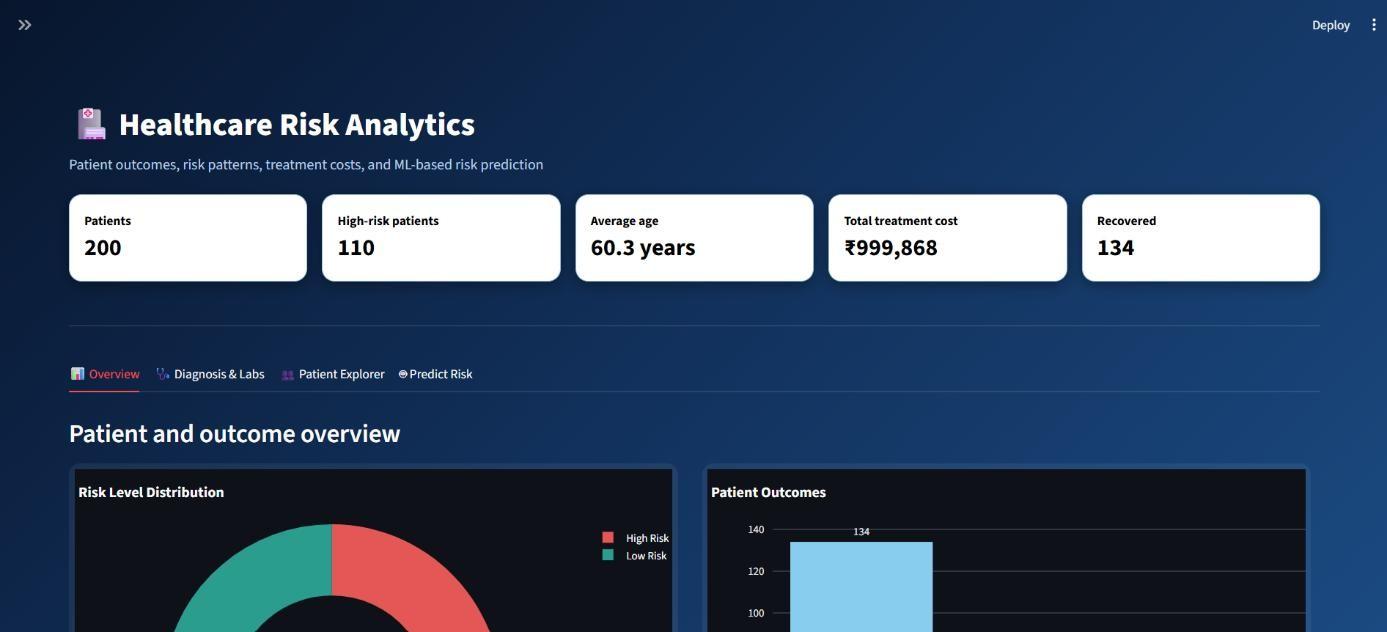 Deploy
Healthcare Risk Analytics
Patient outcomes, risk patterns, treatment costs, and ML-based risk prediction
Patients
200
High-risk patients
110
Average age
60.3 years
Total treatment cost
₹999,868
Recovered
134
Overview
Diagnosis & Labs
Patient Explorer
Predict Risk
Patient and outcome overview
Risk Level Distribution
High Risk
Low Risk
Patient Outcomes
140
134
120
100